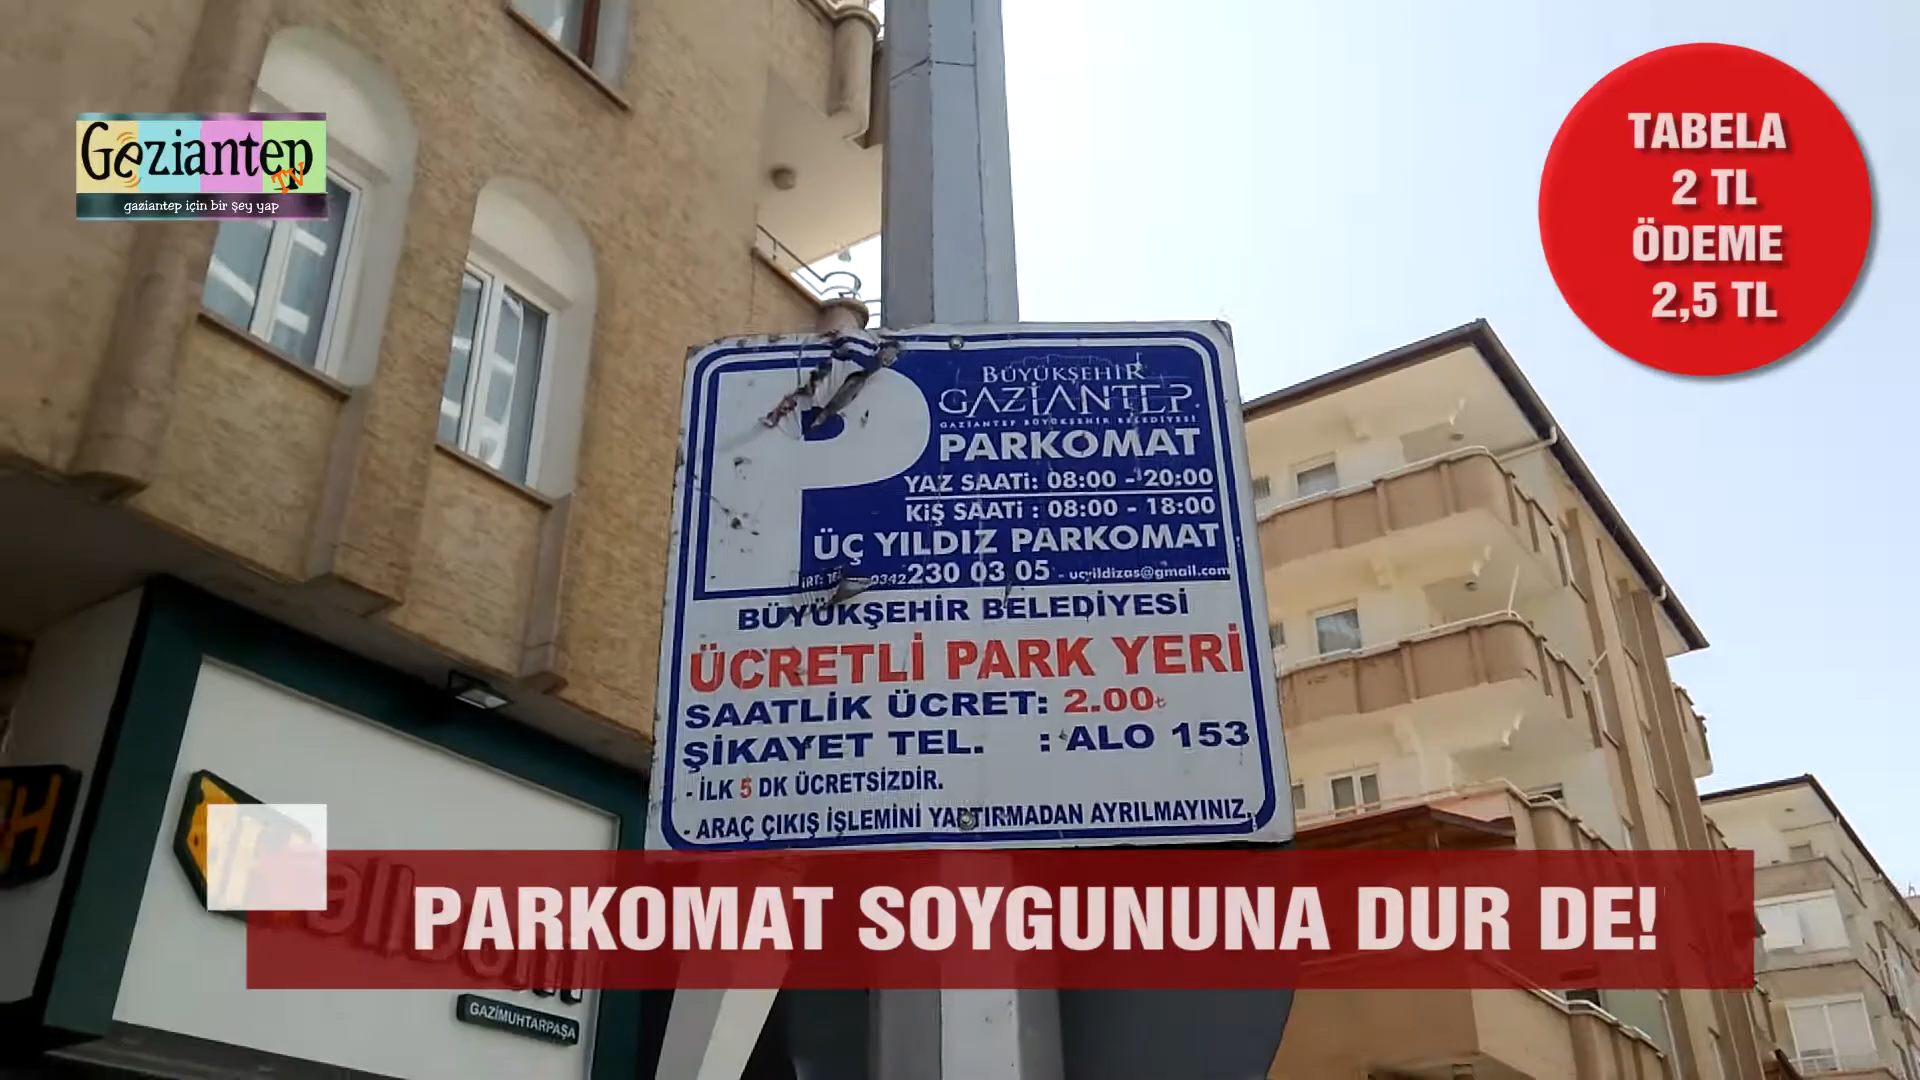 Geziantep
TV
gaziantep için bir şey yap
TABELA
2 TL
ÖDEME
2,5 TL
BÜYÜKŞEHİR
GAZİANTEP
GAZİANTEP BÜYÜKŞEHİR BELEDİYESİ
PARKOMAT
YAZ SAATİ: 08:00 - 20:00
KİŞ SAATİ : 08:00 - 18:00
ÜÇ YILDIZ PARKOMAT
İRT: 0342 230 03 05 - ucyildizas@gmail.com
BÜYÜKŞEHİR BELEDİYESİ
ÜCRETLİ PARK YERİ
SAATLİK ÜCRET: 2.00₺
ŞİKAYET TEL. : ALO 153
- İLK 5 DK ÜCRETSİZDİR.
- ARAÇ ÇIKIŞ İŞLEMİNİ YAPTIRMADAN AYRILMAYINIZ.
PARKOMAT SOYGUNUNA DUR DE!
GAZİMUHTARPAŞA